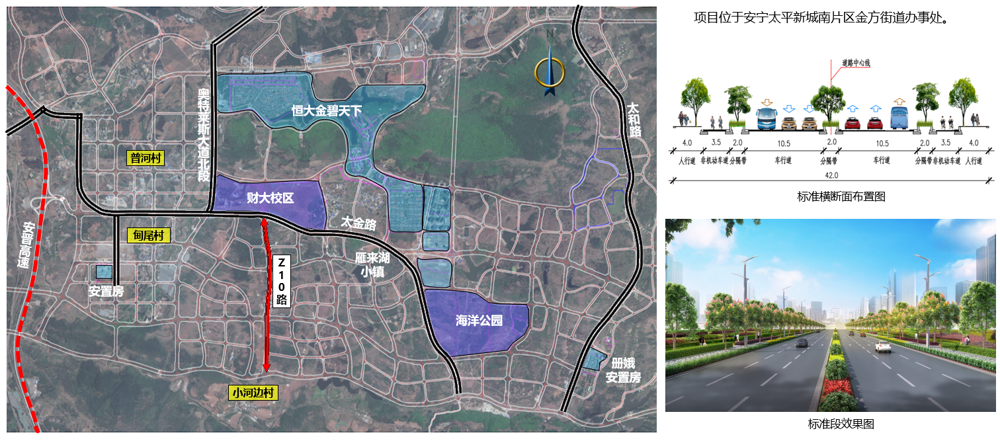 项目位于安宁太平新城南片区金方街道办事处。
N
奥特莱斯大道北段
恒大金碧天下
太和路
普河村
财大校区
太金路
安晋高速
甸尾村
雁来湖
小镇
Z10路
安置房
海洋公园
册娥
安置房
小河边村
道路中心线
4.0 3.5 2.0 10.5 2.0 10.5 2.0 3.5 4.0
人行道 非机动车道 分隔带 车行道 分隔带 车行道 分隔带 非机动车道 人行道
42.0
标准横断面布置图
标准段效果图